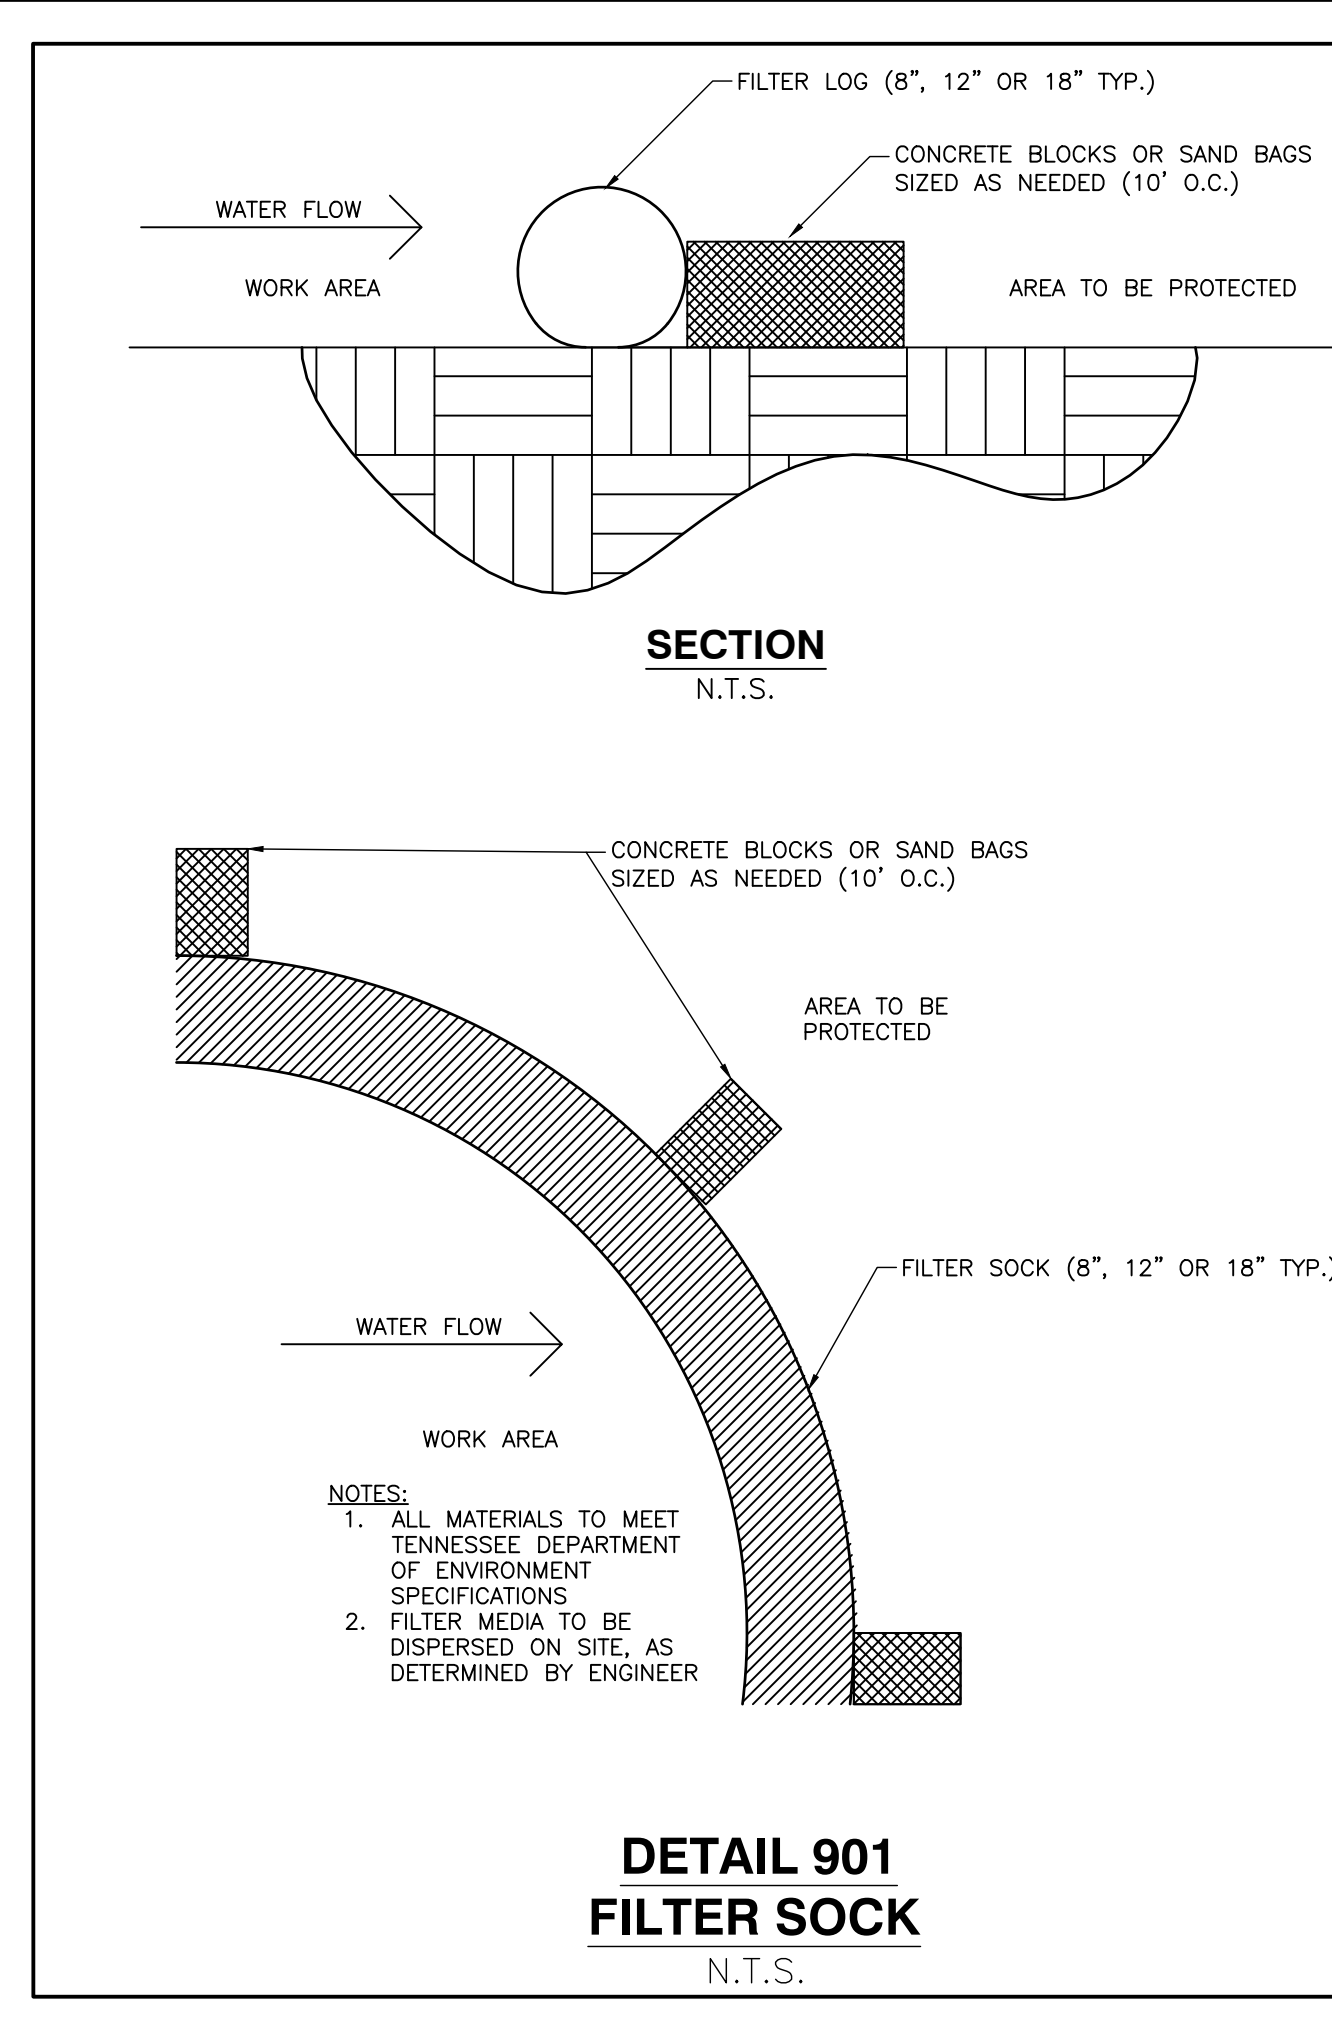 FILTER LOG (8", 12" OR 18" TYP.)
CONCRETE BLOCKS OR SAND BAGS
SIZED AS NEEDED (10' O.C.)
WATER FLOW
WORK AREA
AREA TO BE PROTECTED
SECTION
N.T.S.
CONCRETE BLOCKS OR SAND BAGS
SIZED AS NEEDED (10' O.C.)
AREA TO BE
PROTECTED
FILTER SOCK (8", 12" OR 18" TYP.)
WATER FLOW
WORK AREA
NOTES:
1. ALL MATERIALS TO MEET
TENNESSEE DEPARTMENT
OF ENVIRONMENT
SPECIFICATIONS
2. FILTER MEDIA TO BE
DISPERSED ON SITE, AS
DETERMINED BY ENGINEER
DETAIL 901
FILTER SOCK
N.T.S.